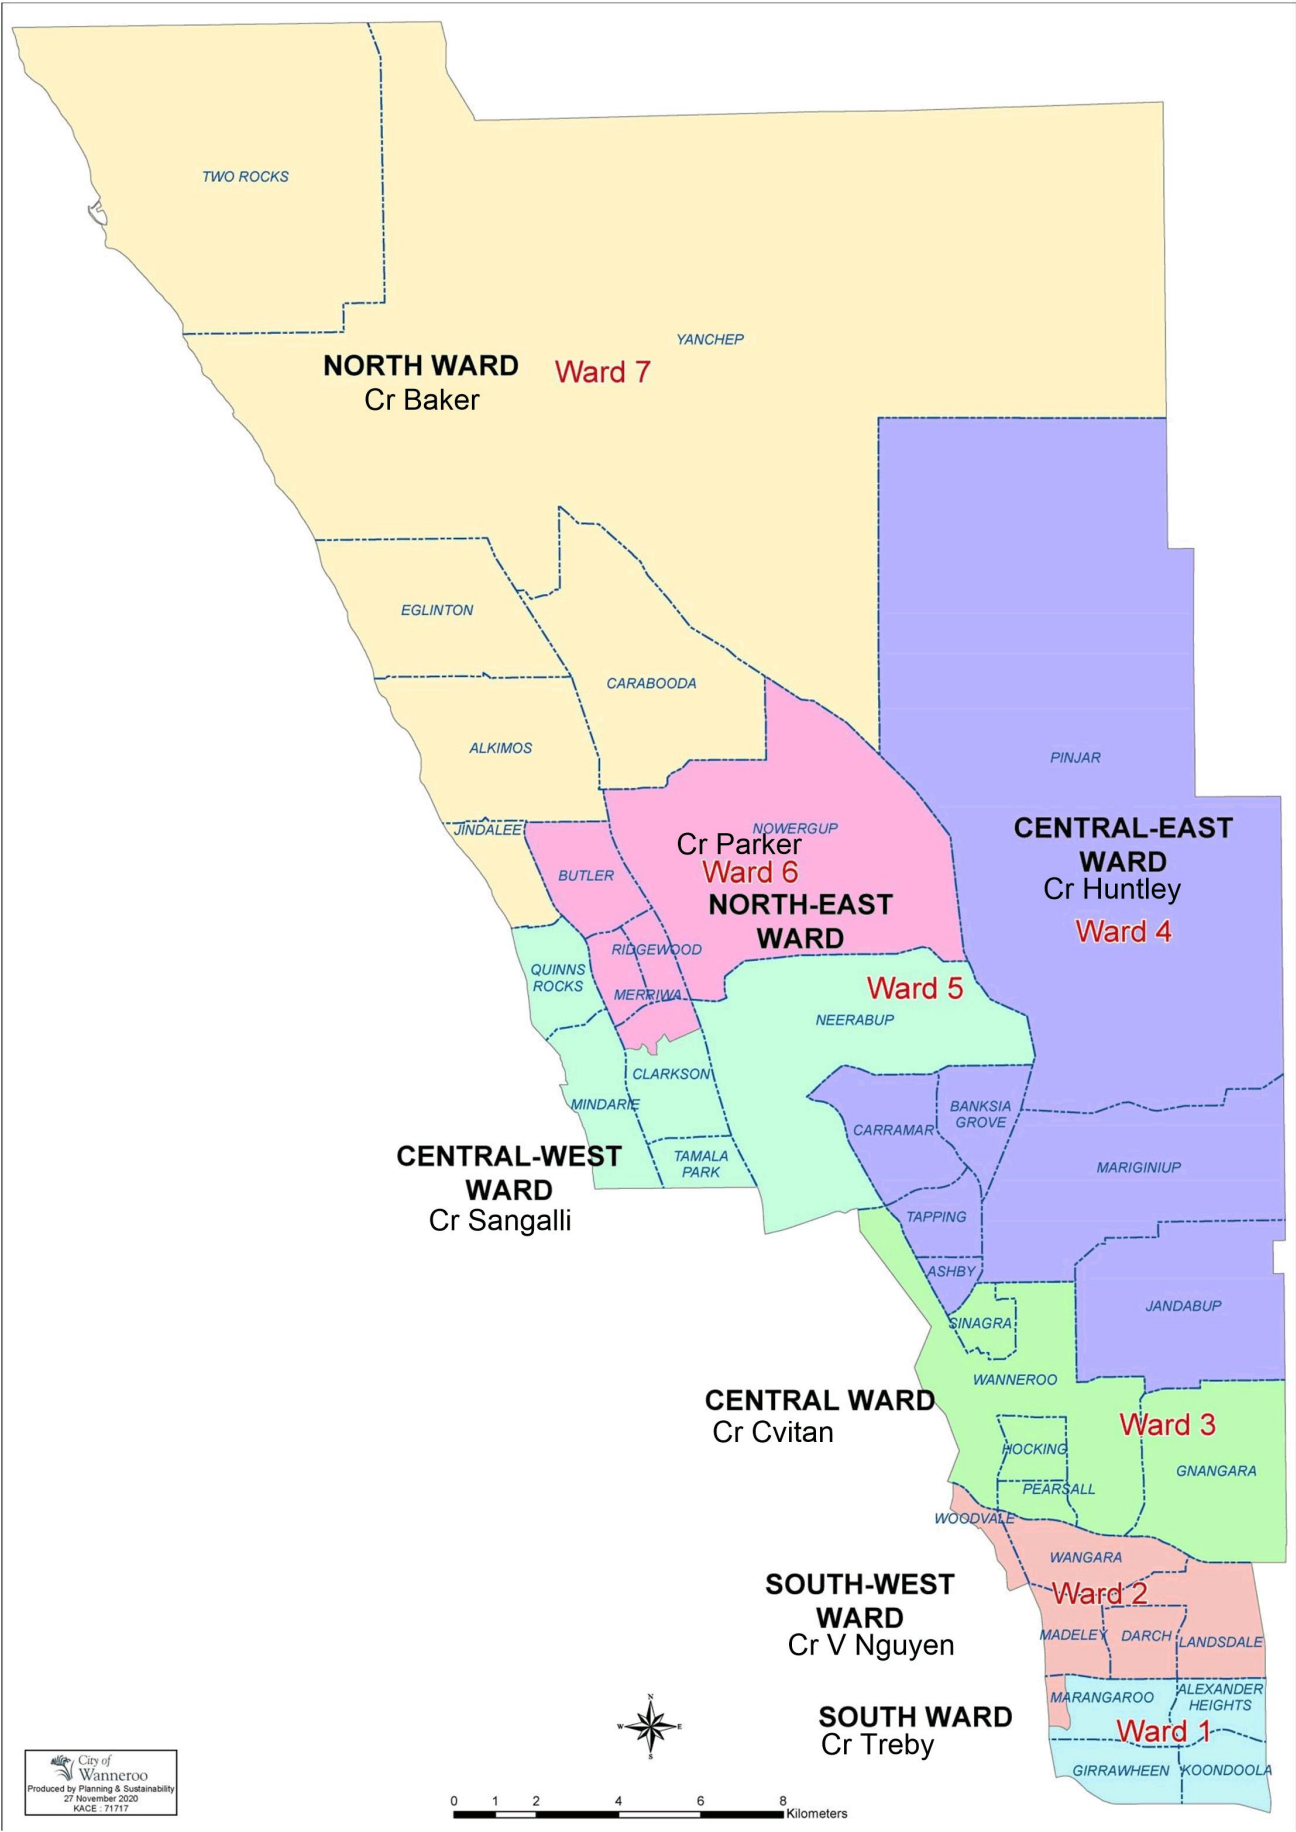 TWO ROCKS
YANCHEP
NORTH WARD
Ward 7
Cr Baker
EGLINTON
CARABOODA
ALKIMOS
PINJAR
JINDALEE
NOWERGUP
Cr Parker
Ward 6
NORTH-EAST
WARD
CENTRAL-EAST
WARD
Cr Huntley
Ward 4
BUTLER
RIDGEWOOD
QUINNS
ROCKS
MERRIWA
Ward 5
NEERABUP
CLARKSON
MINDARIE
BANKSIA
GROVE
CARRAMAR
CENTRAL-WEST
WARD
Cr Sangalli
TAMALA
PARK
MARIGINIUP
TAPPING
ASHBY
JANDABUP
SINAGRA
WANNEROO
CENTRAL WARD
Cr Cvitan
Ward 3
HOCKING
GNANGARA
PEARSALL
WOODVALE
WANGARA
SOUTH-WEST
WARD
Cr V Nguyen
Ward 2
MADELEY
DARCH
LANDSDALE
MARANGAROO
ALEXANDER
HEIGHTS
SOUTH WARD
Cr Treby
Ward 1
GIRRAWHEEN
KOONDOOLA
N
W
E
S
City of
Wanneroo
Produced by Planning & Sustainability
27 November 2020
KACE : 71717
0 1 2 4 6 8
Kilometers